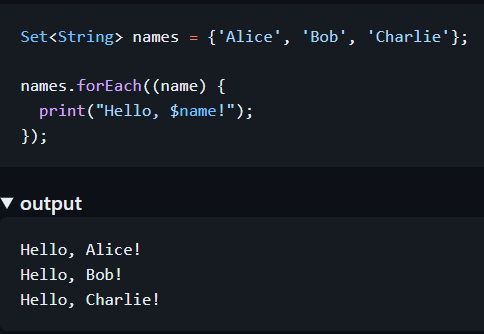 Set<String> names = {'Alice', 'Bob', 'Charlie'};
names.forEach((name) {
  print("Hello, $name!");
});
▼ output
Hello, Alice!
Hello, Bob!
Hello, Charlie!